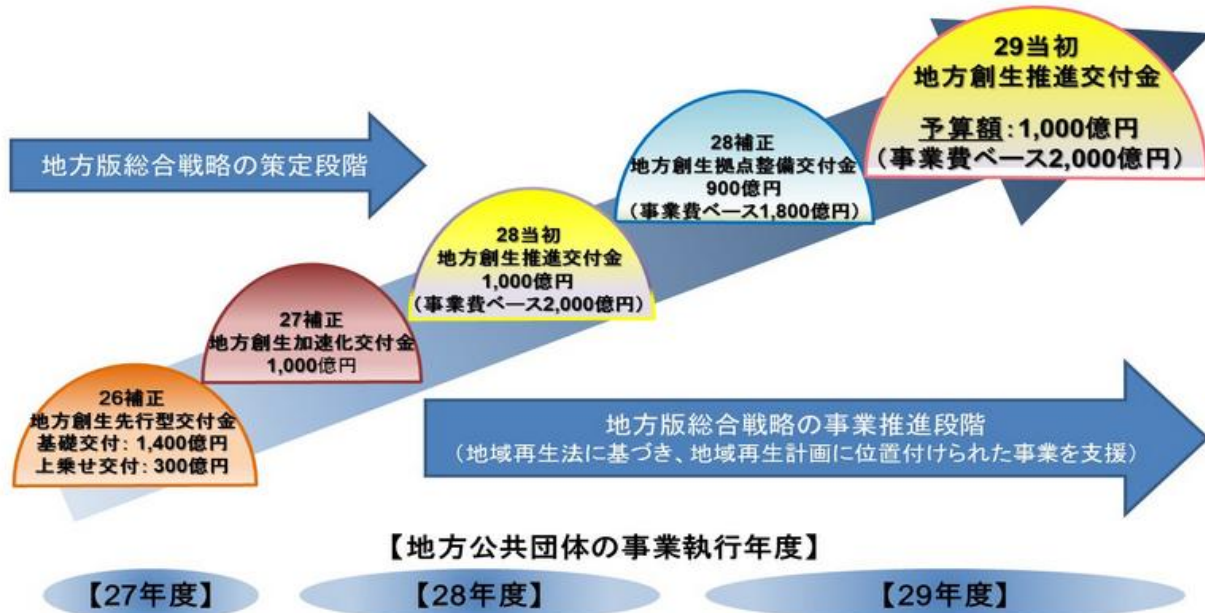 29当初
地方創生推進交付金
予算額：1,000億円
（事業費ベース2,000億円）
地方版総合戦略の策定段階
28補正
地方創生拠点整備交付金
900億円
（事業費ベース1,800億円）
28当初
地方創生推進交付金
1,000億円
（事業費ベース2,000億円）
27補正
地方創生加速化交付金
1,000億円
26補正
地方創生先行型交付金
基礎交付：1,400億円
上乗せ交付：300億円
地方版総合戦略の事業推進段階
（地域再生法に基づき、地域再生計画に位置付けられた事業を支援）
【地方公共団体の事業執行年度】
【27年度】
【28年度】
【29年度】